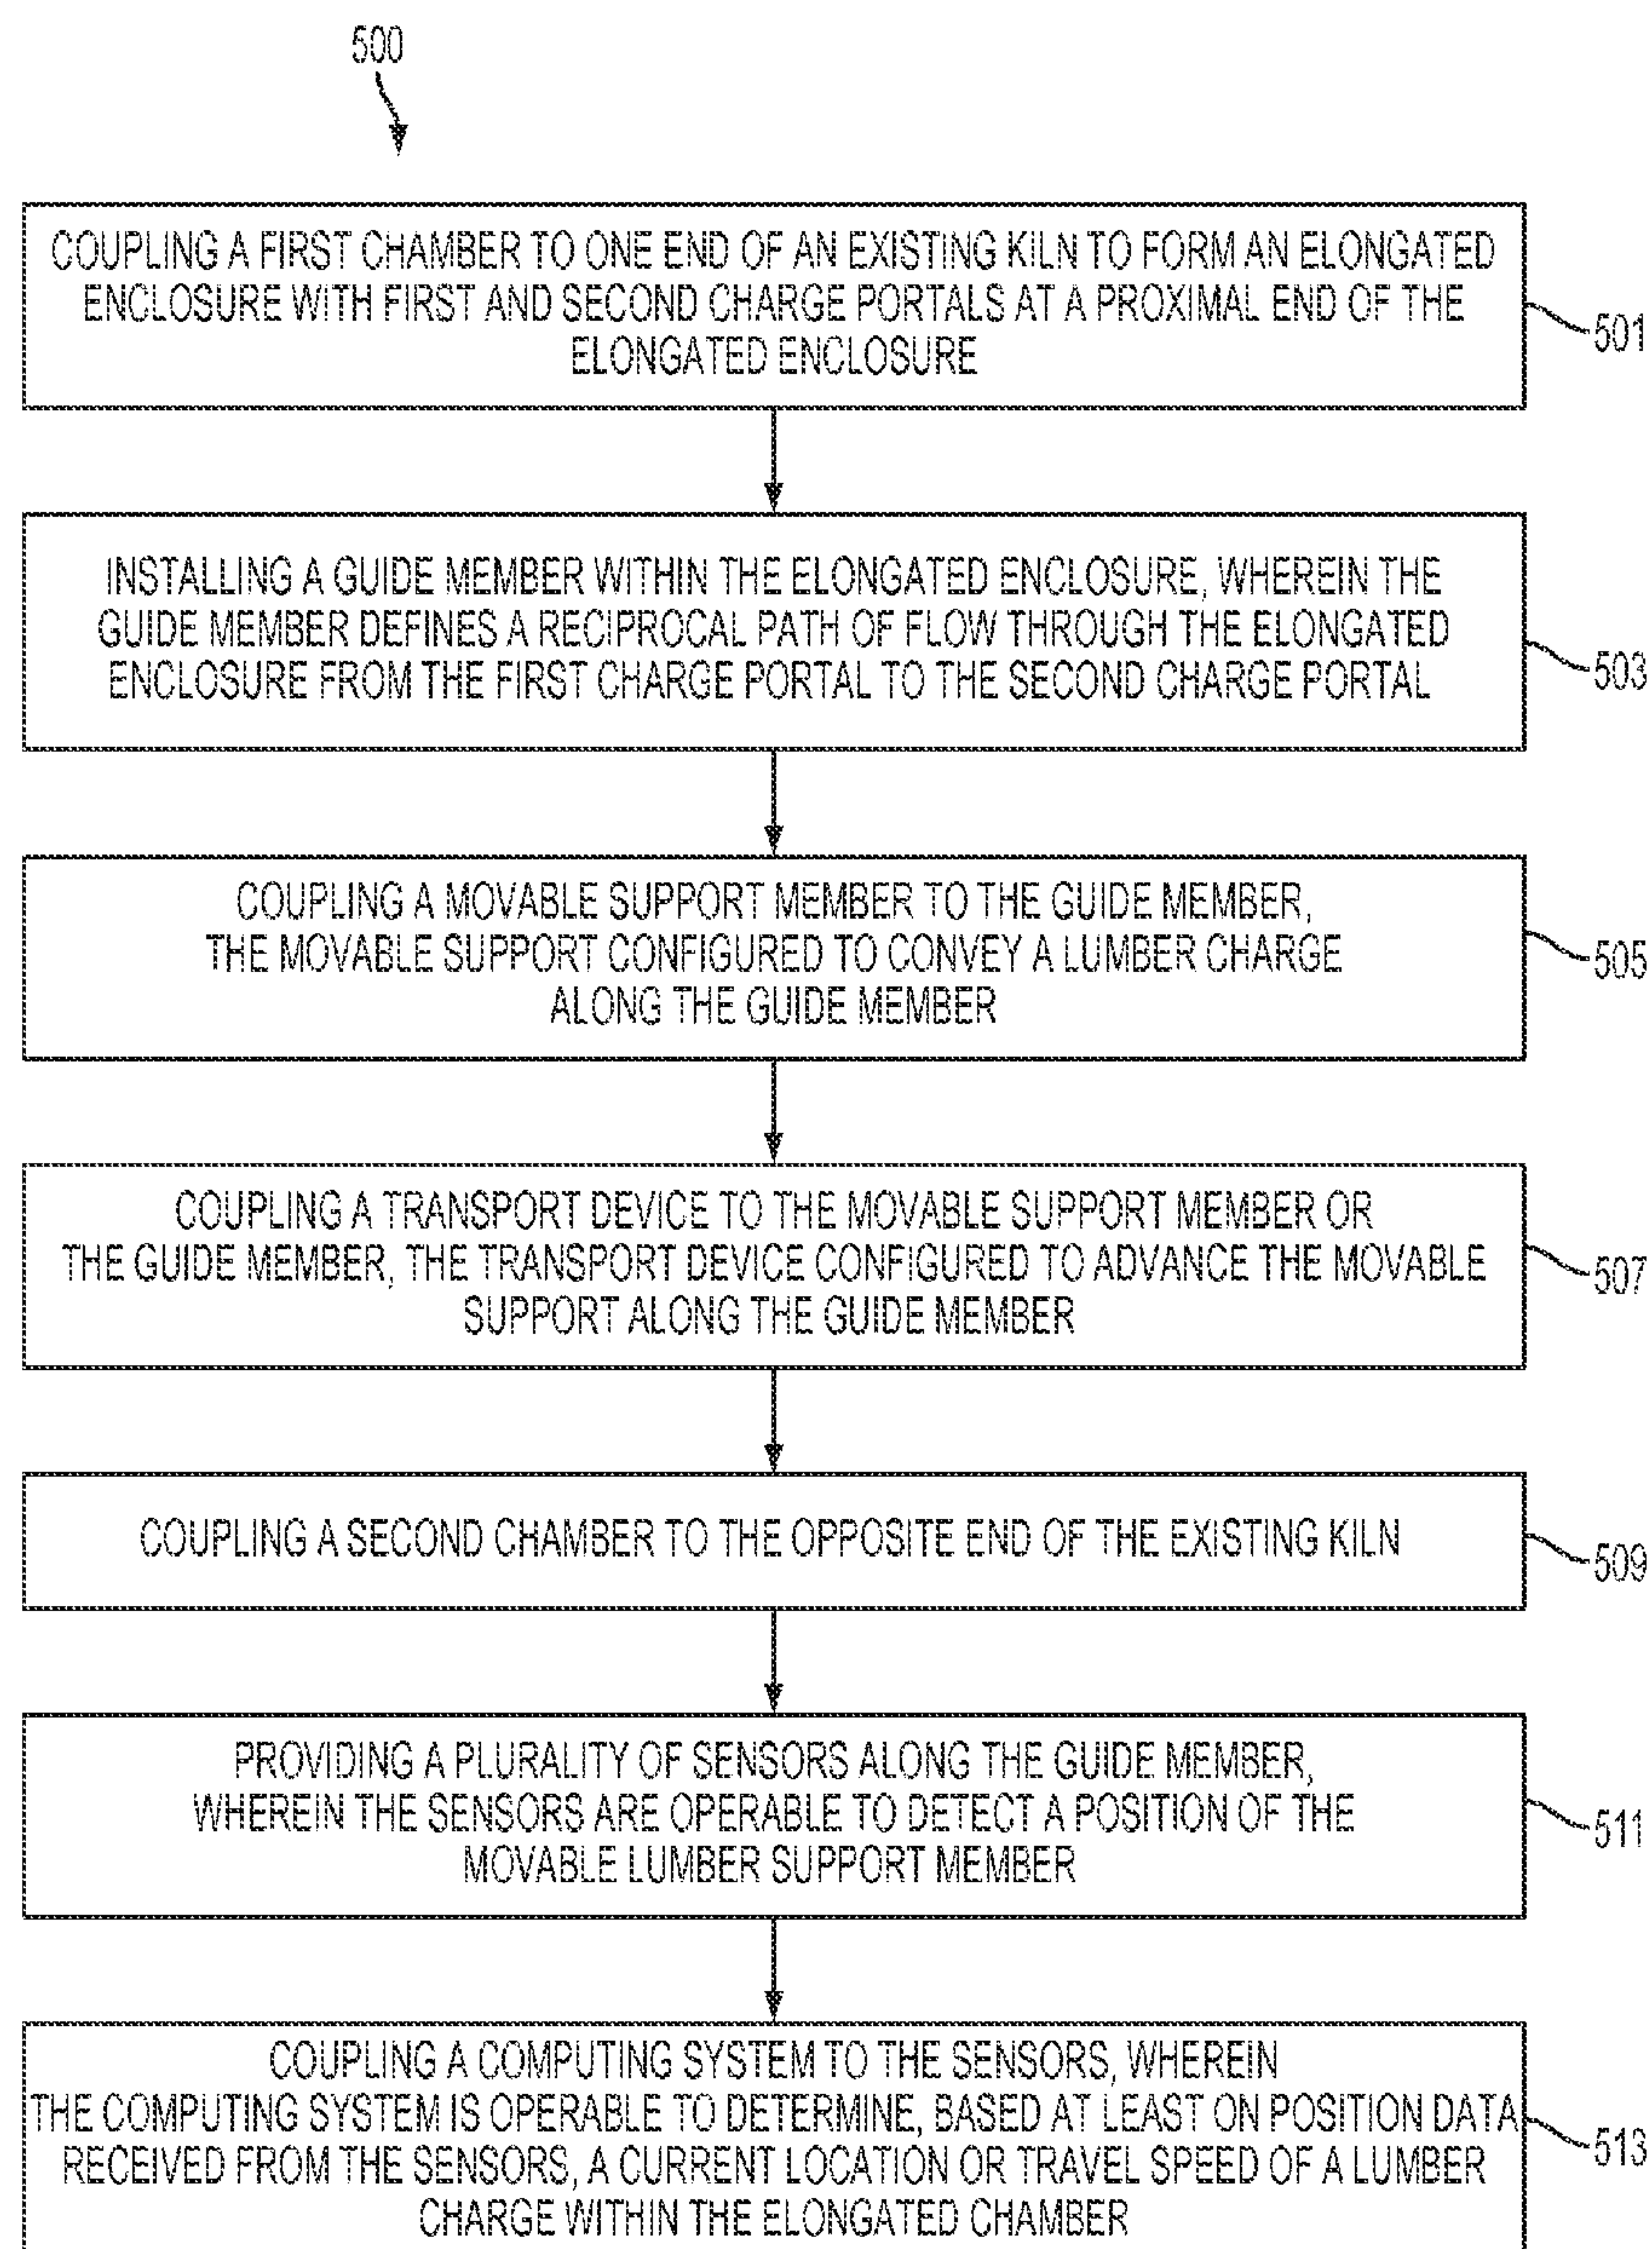 500
COUPLING A FIRST CHAMBER TO ONE END OF AN EXISTING KILN TO FORM AN ELONGATED
ENCLOSURE WITH FIRST AND SECOND CHARGE PORTALS AT A PROXIMAL END OF THE
ELONGATED ENCLOSURE
501
INSTALLING A GUIDE MEMBER WITHIN THE ELONGATED ENCLOSURE, WHEREIN THE
GUIDE MEMBER DEFINES A RECIPROCAL PATH OF FLOW THROUGH THE ELONGATED
ENCLOSURE FROM THE FIRST CHARGE PORTAL TO THE SECOND CHARGE PORTAL
503
COUPLING A MOVABLE SUPPORT MEMBER TO THE GUIDE MEMBER,
THE MOVABLE SUPPORT CONFIGURED TO CONVEY A LUMBER CHARGE
ALONG THE GUIDE MEMBER
505
COUPLING A TRANSPORT DEVICE TO THE MOVABLE SUPPORT MEMBER OR
THE GUIDE MEMBER, THE TRANSPORT DEVICE CONFIGURED TO ADVANCE THE MOVABLE
SUPPORT ALONG THE GUIDE MEMBER
507
COUPLING A SECOND CHAMBER TO THE OPPOSITE END OF THE EXISTING KILN
509
PROVIDING A PLURALITY OF SENSORS ALONG THE GUIDE MEMBER,
WHEREIN THE SENSORS ARE OPERABLE TO DETECT A POSITION OF THE
MOVABLE LUMBER SUPPORT MEMBER
511
COUPLING A COMPUTING SYSTEM TO THE SENSORS, WHEREIN
THE COMPUTING SYSTEM IS OPERABLE TO DETERMINE, BASED AT LEAST ON POSITION DATA
RECEIVED FROM THE SENSORS, A CURRENT LOCATION OR TRAVEL SPEED OF A LUMBER
CHARGE WITHIN THE ELONGATED CHAMBER
513